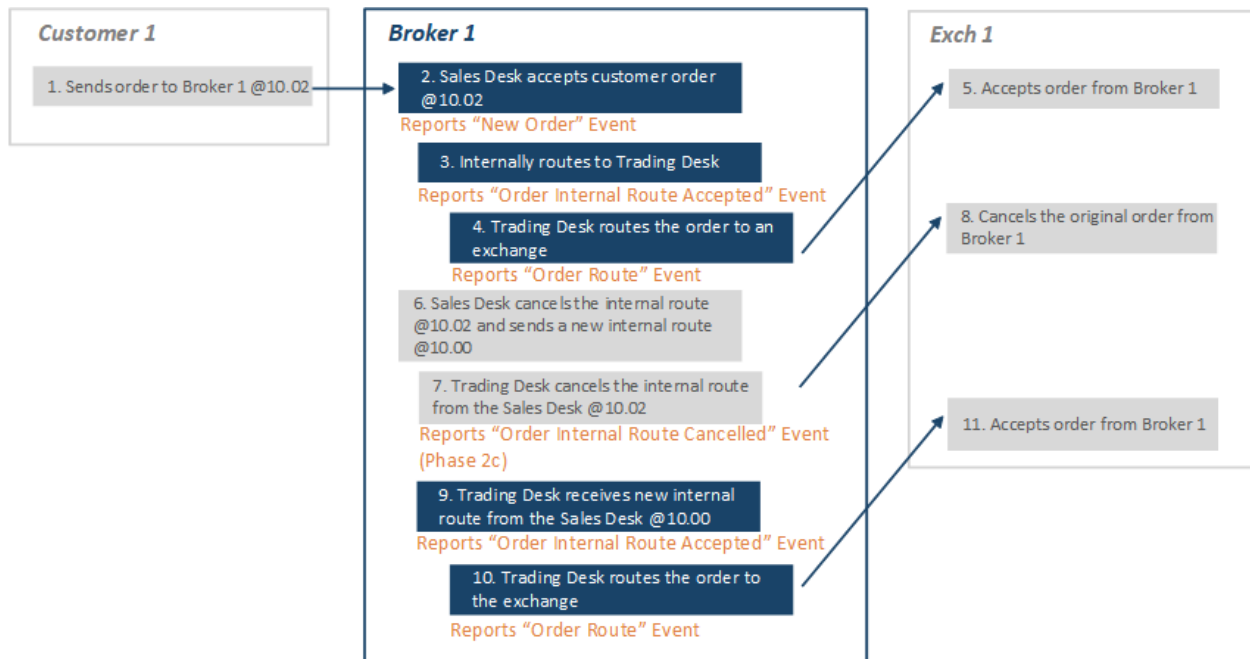 Customer 1
1. Sends order to Broker 1 @10.02
Broker 1
2. Sales Desk accepts customer order
@10.02
Reports “New Order” Event
3. Internally routes to Trading Desk
Reports “Order Internal Route Accepted” Event
4. Trading Desk routes the order to an
exchange
Reports “Order Route” Event
6. Sales Desk cancels the internal route
@10.02 and sends a new internal route
@10.00
7. Trading Desk cancels the internal route
from the Sales Desk @10.02
Reports “Order Internal Route Cancelled” Event
(Phase 2c)
9. Trading Desk receives new internal
route from the Sales Desk @10.00
Reports “Order Internal Route Accepted” Event
10. Trading Desk routes the order to
the exchange
Reports “Order Route” Event
Exch 1
5. Accepts order from Broker 1
8. Cancels the original order from
Broker 1
11. Accepts order from Broker 1